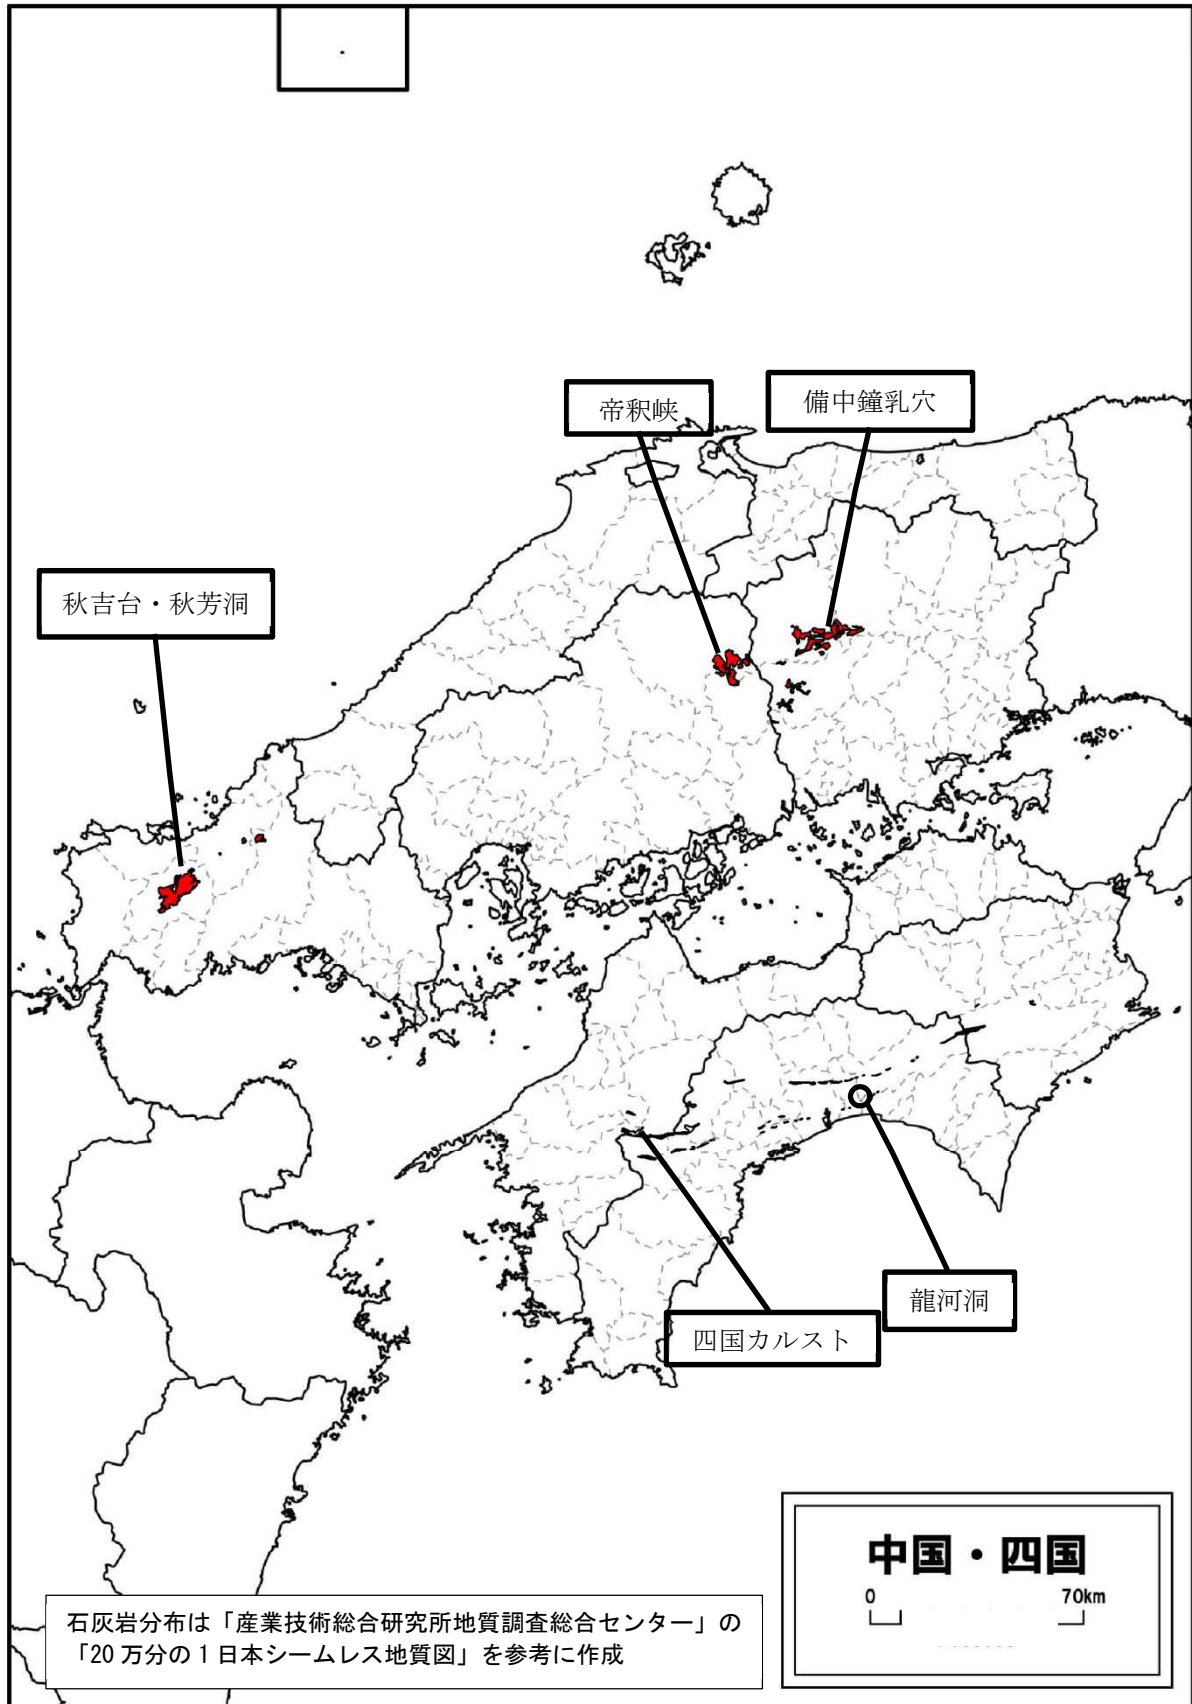 帝釈峡
備中鐘乳穴
秋吉台・秋芳洞
龍河洞
四国カルスト
中国・四国
0 70km
石灰岩分布は「産業技術総合研究所地質調査総合センター」の
「20万分の1日本シームレス地質図」を参考に作成